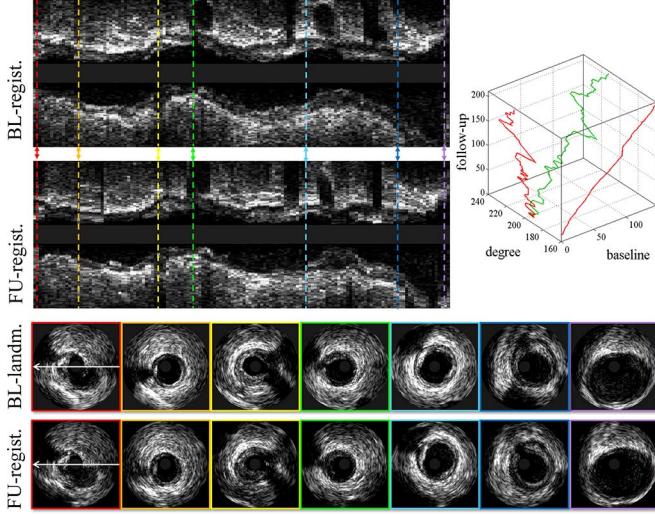 BL-regist.
FU-regist.
follow-up
200
150
100
50
0
240
220
200
180
160
degree
0
50
100
baseline
BL-landm.
FU-regist.